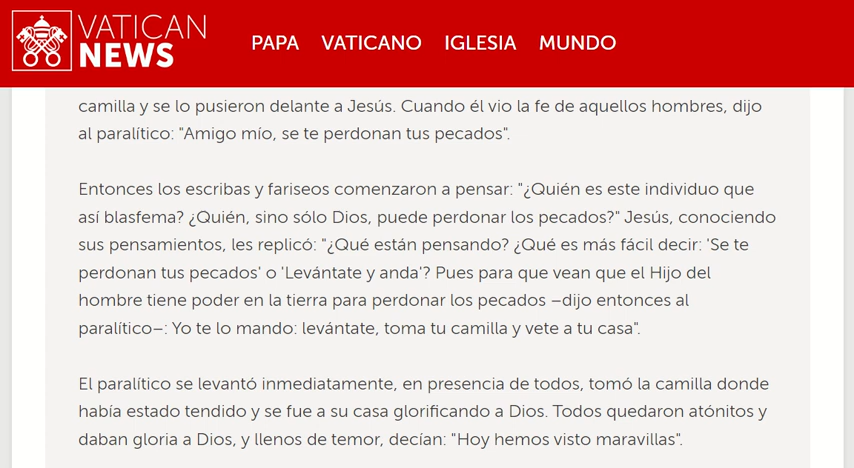 VATICAN
NEWS
PAPA VATICANO IGLESIA MUNDO
camilla y se lo pusieron delante a Jesús. Cuando él vio la fe de aquellos hombres, dijo
al paralítico: "Amigo mío, se te perdonan tus pecados".
Entonces los escribas y fariseos comenzaron a pensar: "¿Quién es este individuo que
así blasfema? ¿Quién, sino sólo Dios, puede perdonar los pecados?" Jesús, conociendo
sus pensamientos, les replicó: "¿Qué están pensando? ¿Qué es más fácil decir: 'Se te
perdonan tus pecados' o 'Levántate y anda'? Pues para que vean que el Hijo del
hombre tiene poder en la tierra para perdonar los pecados –dijo entonces al
paralítico–: Yo te lo mando: levántate, toma tu camilla y vete a tu casa".
El paralítico se levantó inmediatamente, en presencia de todos, tomó la camilla donde
había estado tendido y se fue a su casa glorificando a Dios. Todos quedaron atónitos y
daban gloria a Dios, y llenos de temor, decían: "Hoy hemos visto maravillas".